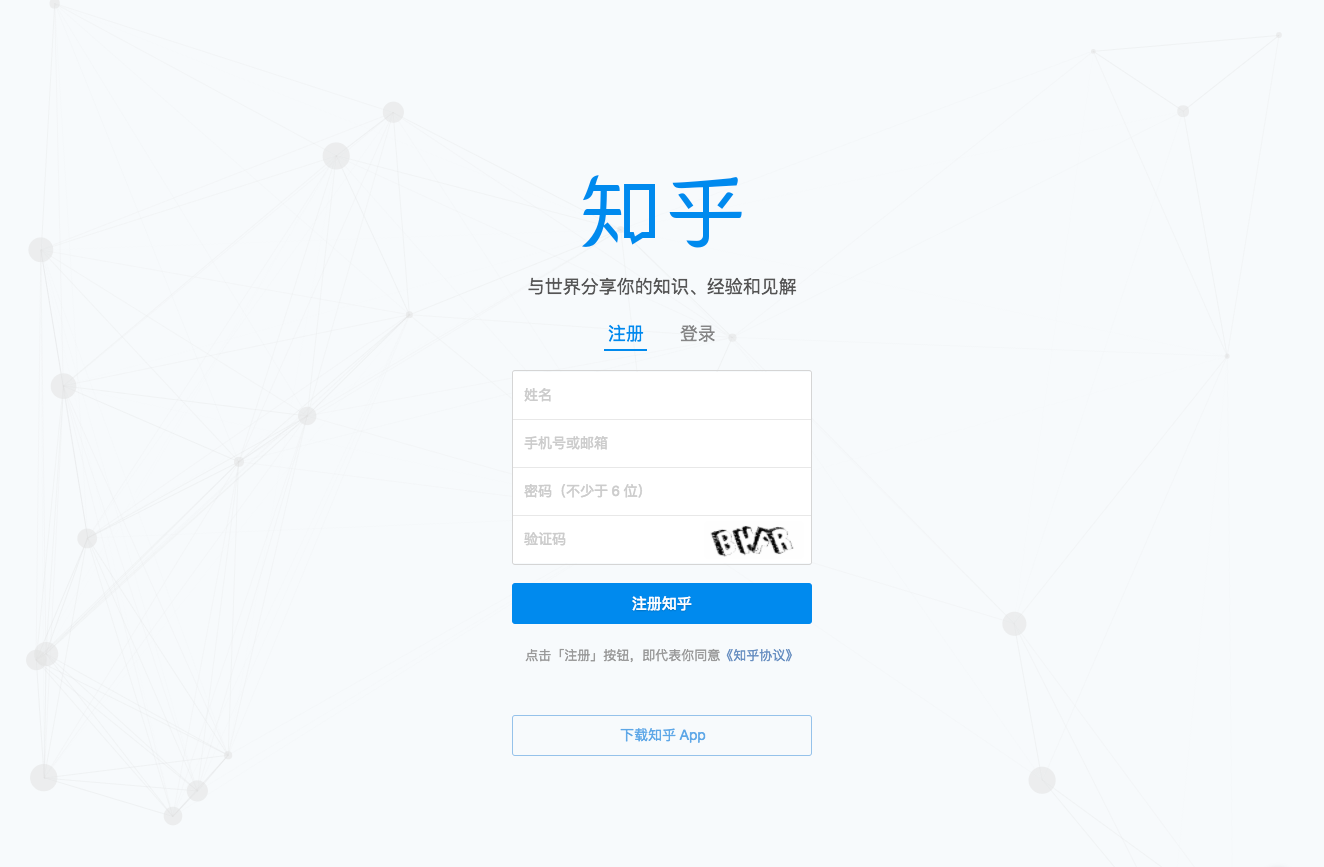 知乎
与世界分享你的知识、经验和见解
注册 登录
姓名
手机号或邮箱
密码（不少于 6 位）
验证码
注册知乎
点击「注册」按钮，即代表你同意《知乎协议》
下载知乎 App